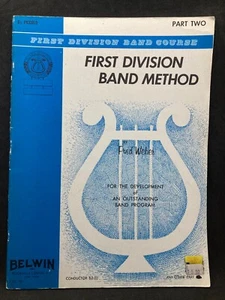 PART TWO
FIRST DIVISION BAND COURSE
FIRST DIVISION
BAND METHOD
Fred Weber
FOR THE DEVELOPMENT
of
AN OUTSTANDING
BAND PROGRAM
BELWIN
CONDUCTOR